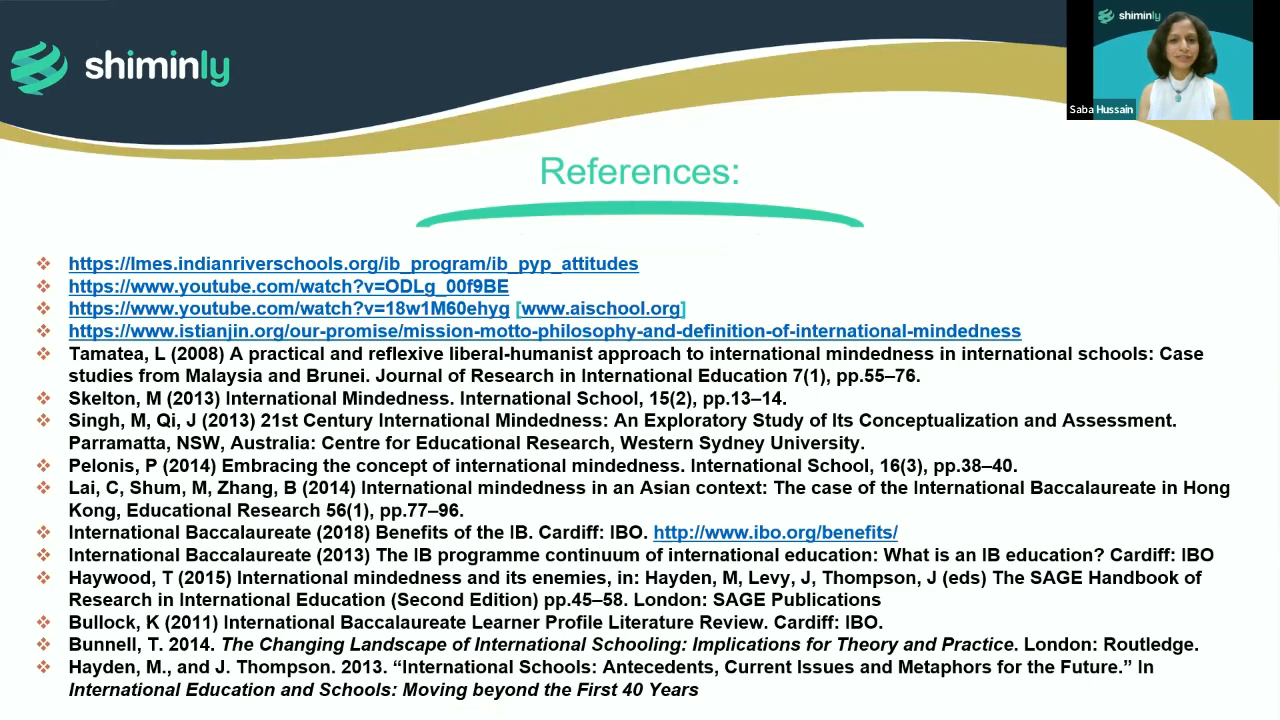 shiminly
shiminly
Saba Hussain
References:
❖ https://lmes.indianriverschools.org/ib_program/ib_pyp_attitudes
❖ https://www.youtube.com/watch?v=ODLg_00f9BE
❖ https://www.youtube.com/watch?v=18w1M60ehyg [www.aischool.org]
❖ https://www.istianjin.org/our-promise/mission-motto-philosophy-and-definition-of-international-mindedness
❖ Tamatea, L (2008) A practical and reflexive liberal-humanist approach to international mindedness in international schools: Case
studies from Malaysia and Brunei. Journal of Research in International Education 7(1), pp.55–76.
❖ Skelton, M (2013) International Mindedness. International School, 15(2), pp.13–14.
❖ Singh, M, Qi, J (2013) 21st Century International Mindedness: An Exploratory Study of Its Conceptualization and Assessment.
Parramatta, NSW, Australia: Centre for Educational Research, Western Sydney University.
❖ Pelonis, P (2014) Embracing the concept of international mindedness. International School, 16(3), pp.38–40.
❖ Lai, C, Shum, M, Zhang, B (2014) International mindedness in an Asian context: The case of the International Baccalaureate in Hong
Kong, Educational Research 56(1), pp.77–96.
❖ International Baccalaureate (2018) Benefits of the IB. Cardiff: IBO. http://www.ibo.org/benefits/
❖ International Baccalaureate (2013) The IB programme continuum of international education: What is an IB education? Cardiff: IBO
❖ Haywood, T (2015) International mindedness and its enemies, in: Hayden, M, Levy, J, Thompson, J (eds) The SAGE Handbook of
Research in International Education (Second Edition) pp.45–58. London: SAGE Publications
❖ Bullock, K (2011) International Baccalaureate Learner Profile Literature Review. Cardiff: IBO.
❖ Bunnell, T. 2014. The Changing Landscape of International Schooling: Implications for Theory and Practice. London: Routledge.
❖ Hayden, M., and J. Thompson. 2013. “International Schools: Antecedents, Current Issues and Metaphors for the Future.” In
International Education and Schools: Moving beyond the First 40 Years